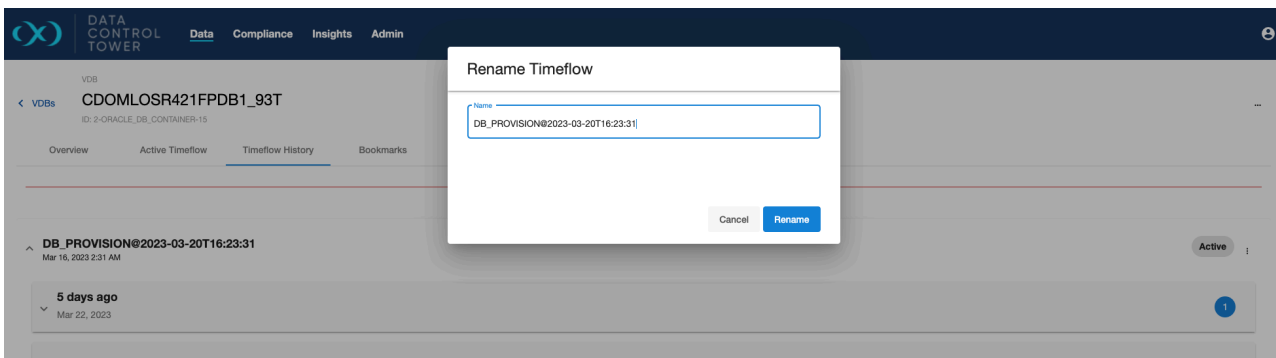 DATA
CONTROL
TOWER
Data Compliance Insights Admin
VDB
VDBs
CDOMLOSR421FPDB1_93T
ID: 2-ORACLE_DB_CONTAINER-15
Overview Active Timeflow Timeflow History Bookmarks
Rename Timeflow
Name
DB_PROVISION@2023-03-20T16:23:31
Cancel Rename
DB_PROVISION@2023-03-20T16:23:31
Mar 16, 2023 2:31 AM
Active
5 days ago
Mar 22, 2023
1